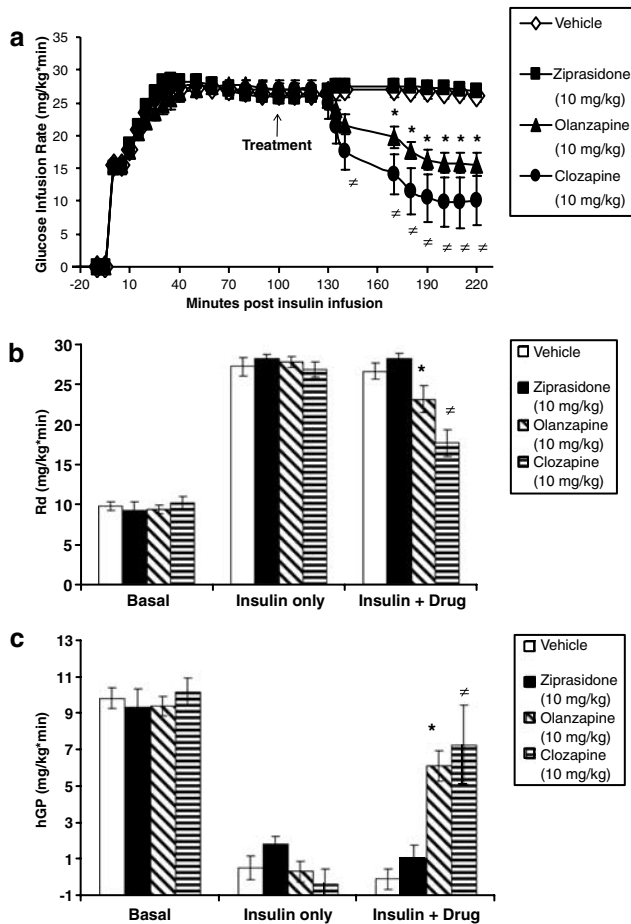 a
Glucose Infusion Rate (mg/kg*min)
35
30
25
20
15
10
5
0
-20 10 40 70 100 130 160 190 220
Minutes post insulin infusion
Treatment
* * * * * *
≠ ≠ ≠ ≠ ≠ ≠ ≠
Vehicle
Ziprasidone
(10 mg/kg)
Olanzapine
(10 mg/kg)
Clozapine
(10 mg/kg)
b
Rd (mg/kg*min)
30
25
20
15
10
5
0
*
≠
Basal Insulin only Insulin + Drug
Vehicle
Ziprasidone
(10 mg/kg)
Olanzapine
(10 mg/kg)
Clozapine
(10 mg/kg)
c
hGP (mg/kg*min)
13
11
9
7
5
3
1
-1
*
≠
Basal Insulin only Insulin + Drug
Vehicle
Ziprasidone
(10 mg/kg)
Olanzapine
(10 mg/kg)
Clozapine
(10 mg/kg)